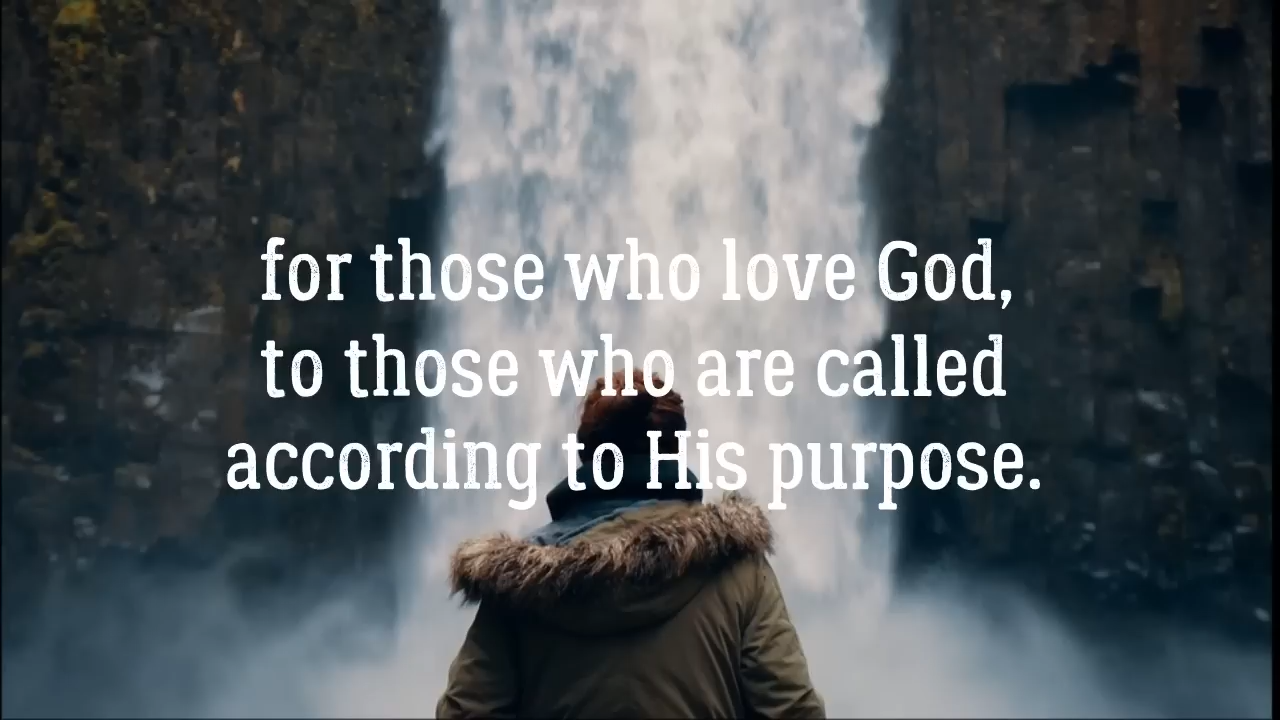 for those who love God,
to those who are called
according to His purpose.